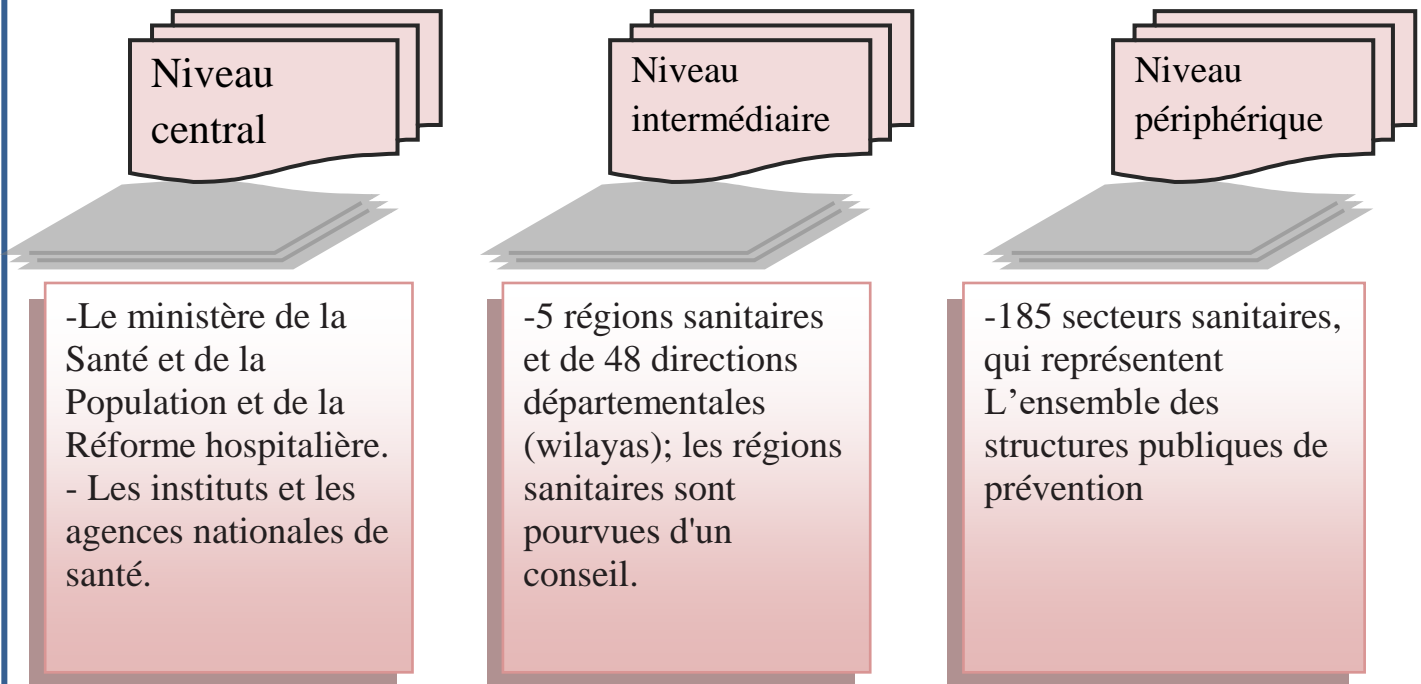 Niveau
central
Niveau
intermédiaire
Niveau
périphérique
-Le ministère de la
Santé et de la
Population et de la
Réforme hospitalière.
- Les instituts et les
agences nationales de
santé.
-5 régions sanitaires
et de 48 directions
départementales
(wilayas); les régions
sanitaires sont
pourvues d'un
conseil.
-185 secteurs sanitaires,
qui représentent
L’ensemble des
structures publiques de
prévention